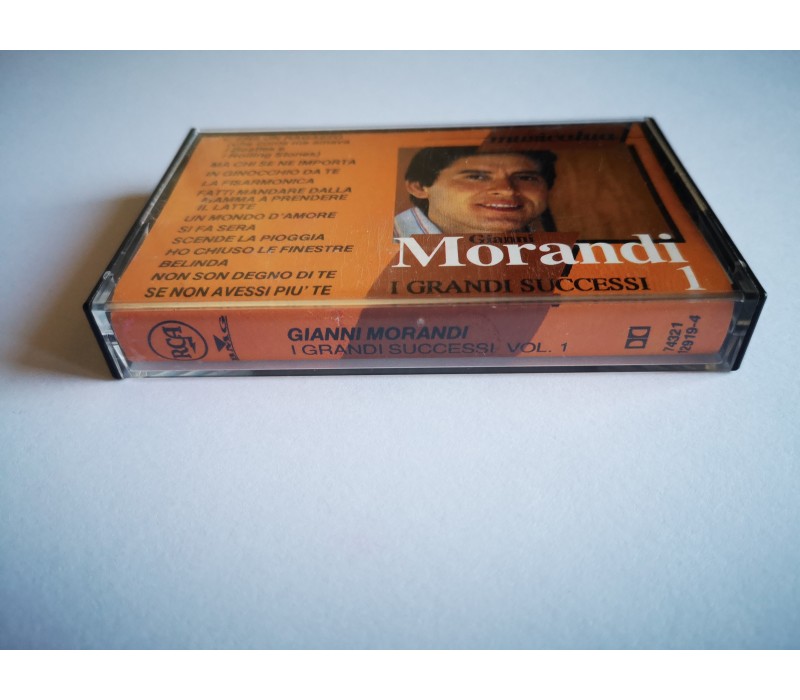 Rolling Stones)
MA CHI SE NE IMPORTA
IN GINOCCHIO DA TE
LA FISARMONICA
FATTI MANDARE DALLA
MAMMA A PRENDERE
IL LATTE
UN MONDO D'AMORE
SI FA SERA
SCENDE LA PIOGGIA
HO CHIUSO LE FINESTRE
BELINDA
NON SON DEGNO DI TE
SE NON AVESSI PIU' TE
Gianni
Morandi
I GRANDI SUCCESSI 1
RCA
BMG
GIANNI MORANDI
I GRANDI SUCCESSI VOL. 1
74321
12919-4